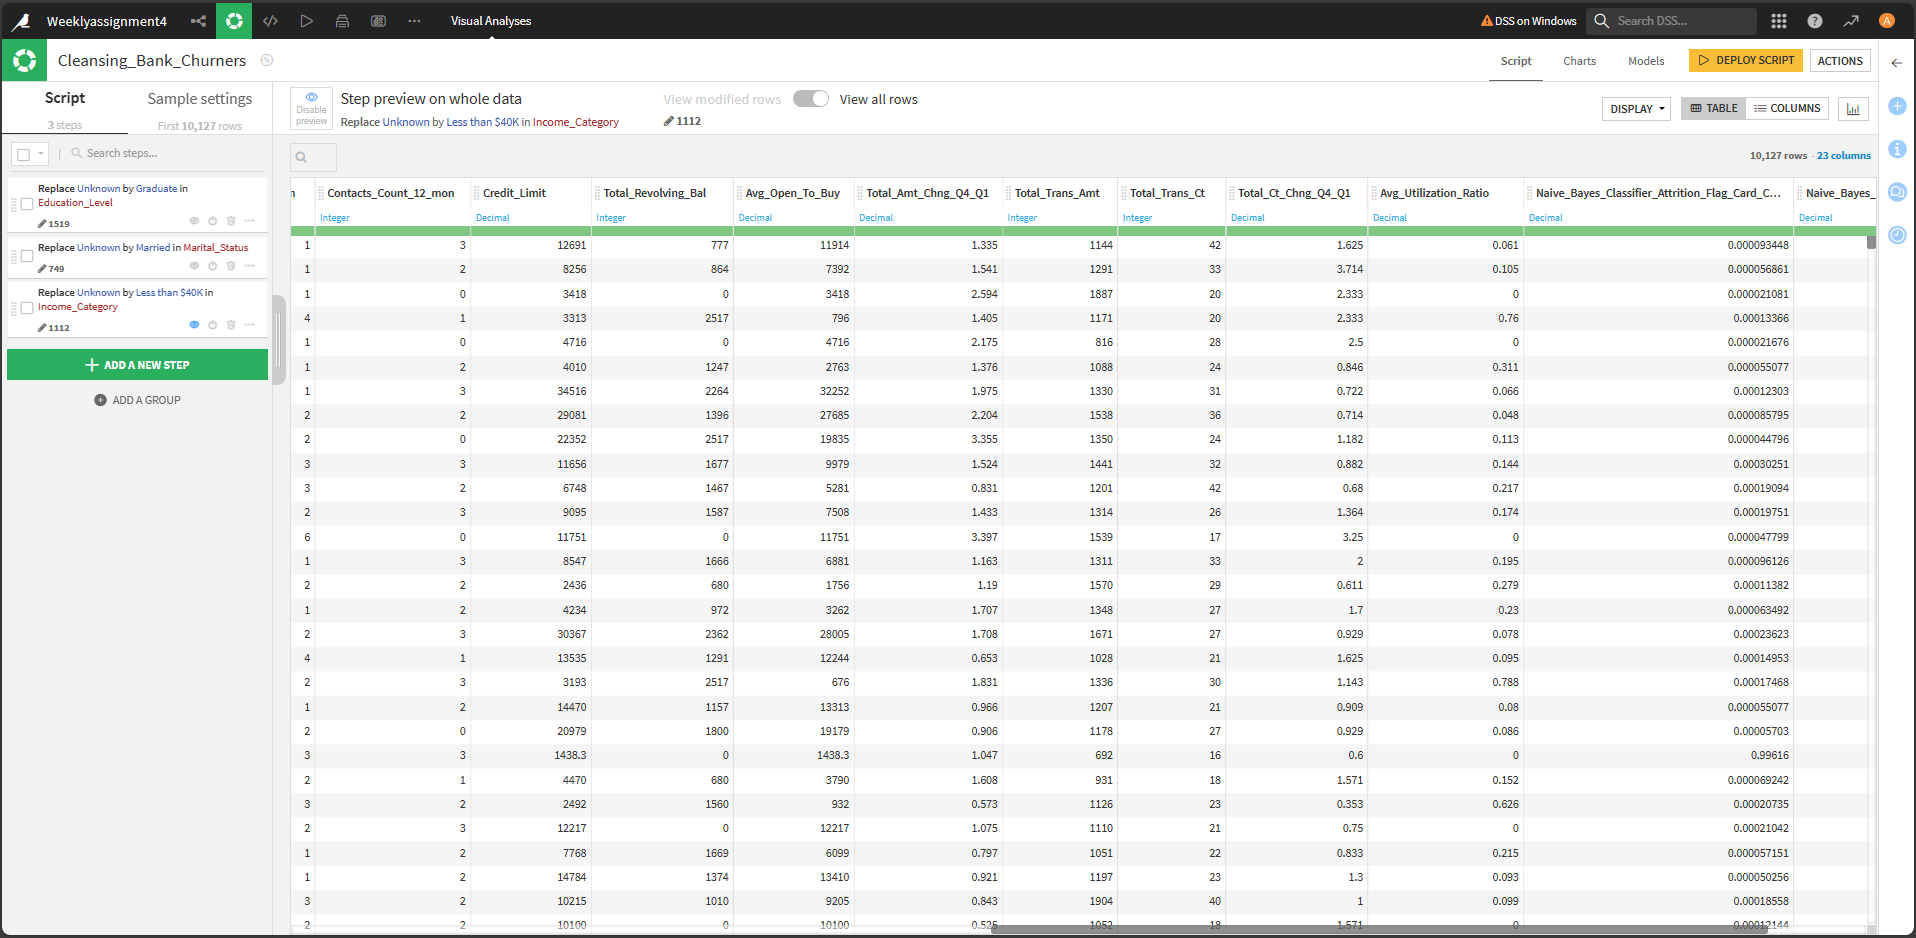 Weeklyassignment4 Visual Analyses DSS on Windows Search DSS... ? A
Cleansing_Bank_Churners Script Charts Models DEPLOY SCRIPT ACTIONS
Script Sample settings
3 steps First 10,127 rows
Disable preview
Step preview on whole data
Replace Unknown by Less than $40K in Income_Category
View modified rows View all rows
1112
DISPLAY TABLE COLUMNS
Search steps...
Replace Unknown by Graduate in
Education_Level
1519
Replace Unknown by Married in Marital_Status
749
Replace Unknown by Less than $40K in
Income_Category
1112
ADD A NEW STEP
ADD A GROUP
10,127 rows - 23 columns
n Contacts_Count_12_mon Credit_Limit Total_Revolving_Bal Avg_Open_To_Buy Total_Amt_Chng_Q4_Q1 Total_Trans_Amt Total_Trans_Ct Total_Ct_Chng_Q4_Q1 Avg_Utilization_Ratio Naive_Bayes_Classifier_Attrition_Flag_Card_C... Naive_Bayes_
Integer Decimal Integer Decimal Decimal Integer Integer Decimal Decimal Decimal Decimal
1 3 12691 777 11914 1.335 1144 42 1.625 0.061 0.000093448
1 2 8256 864 7392 1.541 1291 33 3.714 0.105 0.000056861
1 0 3418 0 3418 2.594 1887 20 2.333 0 0.000021081
4 1 3313 2517 796 1.405 1171 20 2.333 0.76 0.00013366
1 0 4716 0 4716 2.175 816 28 2.5 0 0.000021676
1 2 4010 1247 2763 1.376 1088 24 0.846 0.311 0.000055077
1 3 34516 2264 32252 1.975 1330 31 0.722 0.066 0.00012303
2 2 29081 1396 27685 2.204 1538 36 0.714 0.048 0.000085795
2 0 22352 2517 19835 3.355 1350 24 1.182 0.113 0.000044796
3 3 11656 1677 9979 1.524 1441 32 0.882 0.144 0.00030251
3 2 6748 1467 5281 0.831 1201 42 0.68 0.217 0.00019094
2 3 9095 1587 7508 1.433 1314 26 1.364 0.174 0.00019751
6 0 11751 0 11751 3.397 1539 17 3.25 0 0.000047799
1 3 8547 1666 6881 1.163 1311 33 2 0.195 0.000096126
2 2 2436 680 1756 1.19 1570 29 0.611 0.279 0.00011382
1 2 4234 972 3262 1.707 1348 27 1.7 0.23 0.000063492
2 3 30367 2362 28005 1.708 1671 27 0.929 0.078 0.00023623
4 1 13535 1291 12244 0.653 1028 21 1.625 0.095 0.00014953
2 3 3193 2517 676 1.831 1336 30 1.143 0.788 0.00017468
1 2 14470 1157 13313 0.966 1207 21 0.909 0.08 0.000055077
2 0 20979 1800 19179 0.906 1178 27 0.929 0.086 0.00005703
3 3 1438.3 0 1438.3 1.047 692 16 0.6 0 0.99616
2 1 4470 680 3790 1.608 931 18 1.571 0.152 0.000069242
3 2 2492 1560 932 0.573 1126 23 0.353 0.626 0.00020735
2 3 12217 0 12217 1.075 1110 21 0.75 0 0.00021042
1 2 7768 1669 6099 0.797 1051 22 0.833 0.215 0.000057151
1 2 14784 1374 13410 0.921 1197 23 1.3 0.093 0.000050256
3 2 10215 1010 9205 0.843 1904 40 1 0.099 0.00018558
2 2 10100 0 10100 0.525 1052 18 1.571 0 0.00012144